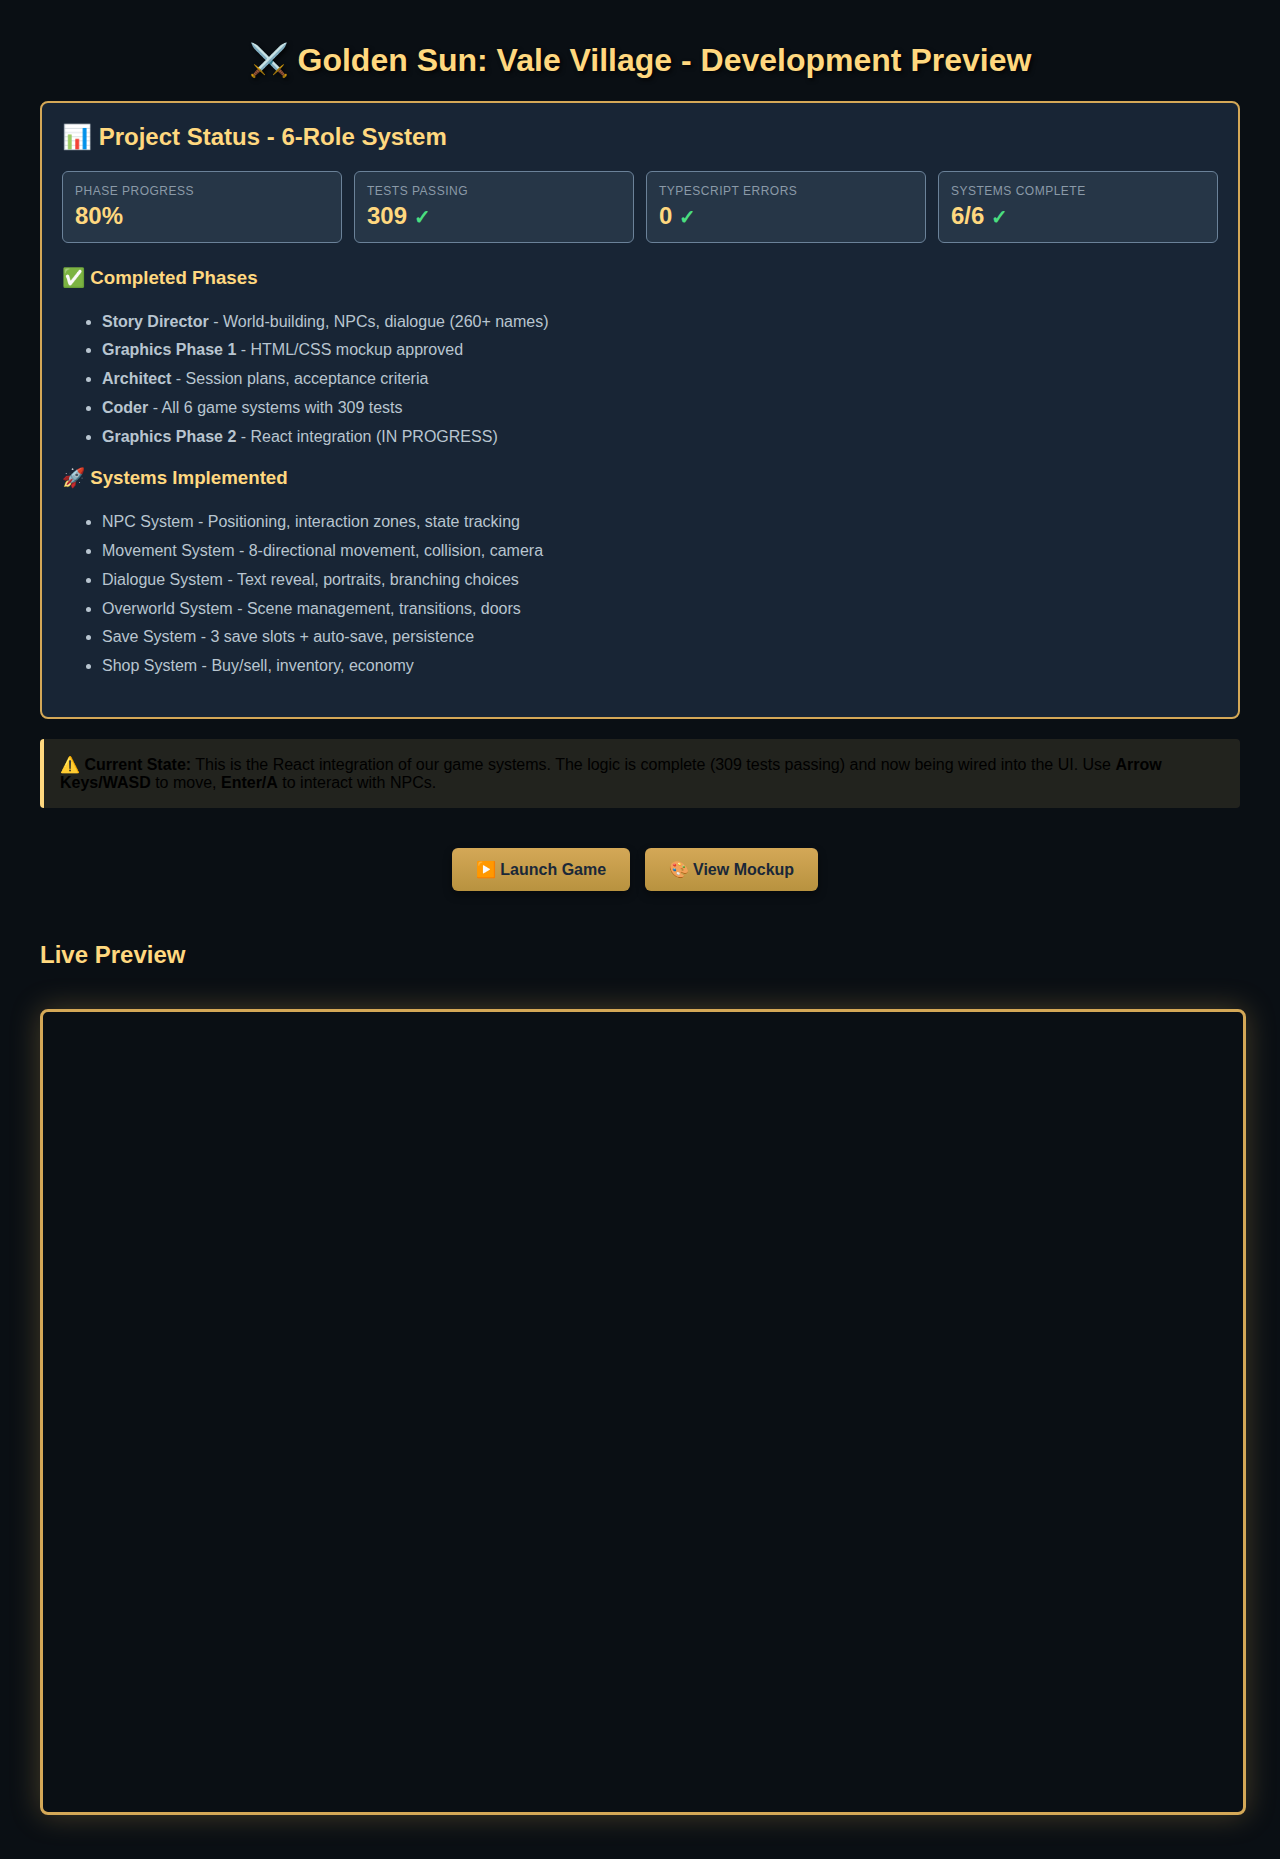 ⚔️ Golden Sun: Vale Village - Development Preview
📊 Project Status - 6-Role System
PHASE PROGRESS
80%
TESTS PASSING
309 ✓
TYPESCRIPT ERRORS
0 ✓
SYSTEMS COMPLETE
6/6 ✓
✅ Completed Phases
• Story Director - World-building, NPCs, dialogue (260+ names)
• Graphics Phase 1 - HTML/CSS mockup approved
• Architect - Session plans, acceptance criteria
• Coder - All 6 game systems with 309 tests
• Graphics Phase 2 - React integration (IN PROGRESS)
🚀 Systems Implemented
• NPC System - Positioning, interaction zones, state tracking
• Movement System - 8-directional movement, collision, camera
• Dialogue System - Text reveal, portraits, branching choices
• Overworld System - Scene management, transitions, doors
• Save System - 3 save slots + auto-save, persistence
• Shop System - Buy/sell, inventory, economy
⚠️ Current State: This is the React integration of our game systems. The logic is complete (309 tests passing) and now being wired into the UI. Use Arrow
Keys/WASD to move, Enter/A to interact with NPCs.
▶️ Launch Game
🎨 View Mockup
Live Preview